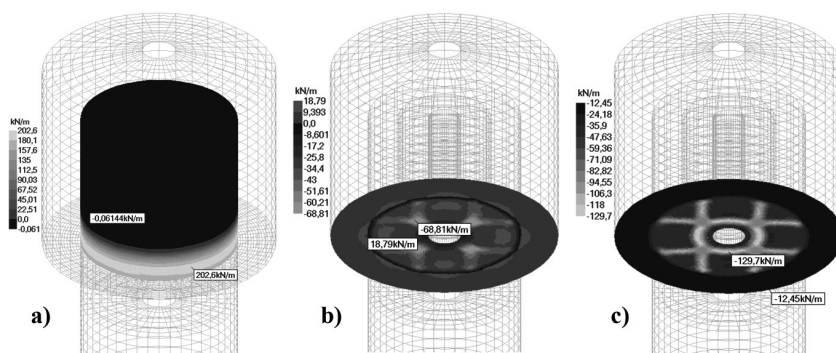 kN/m
202,6
180,1
157,6
135
112,5
90,03
67,52
45,01
22,51
0,0
-0,061
-0,06144kN/m
202,6kN/m
a)
kN/m
18,79
9,393
0,0
-8,601
-17,2
-25,8
-34,4
-43
-51,61
-60,21
-68,81
-68,81kN/m
18,79kN/m
b)
kN/m
-12,45
-24,18
-35,9
-47,63
-59,36
-71,09
-82,82
-94,55
-106,3
-118
-129,7
-129,7kN/m
-12,45kN/m
c)